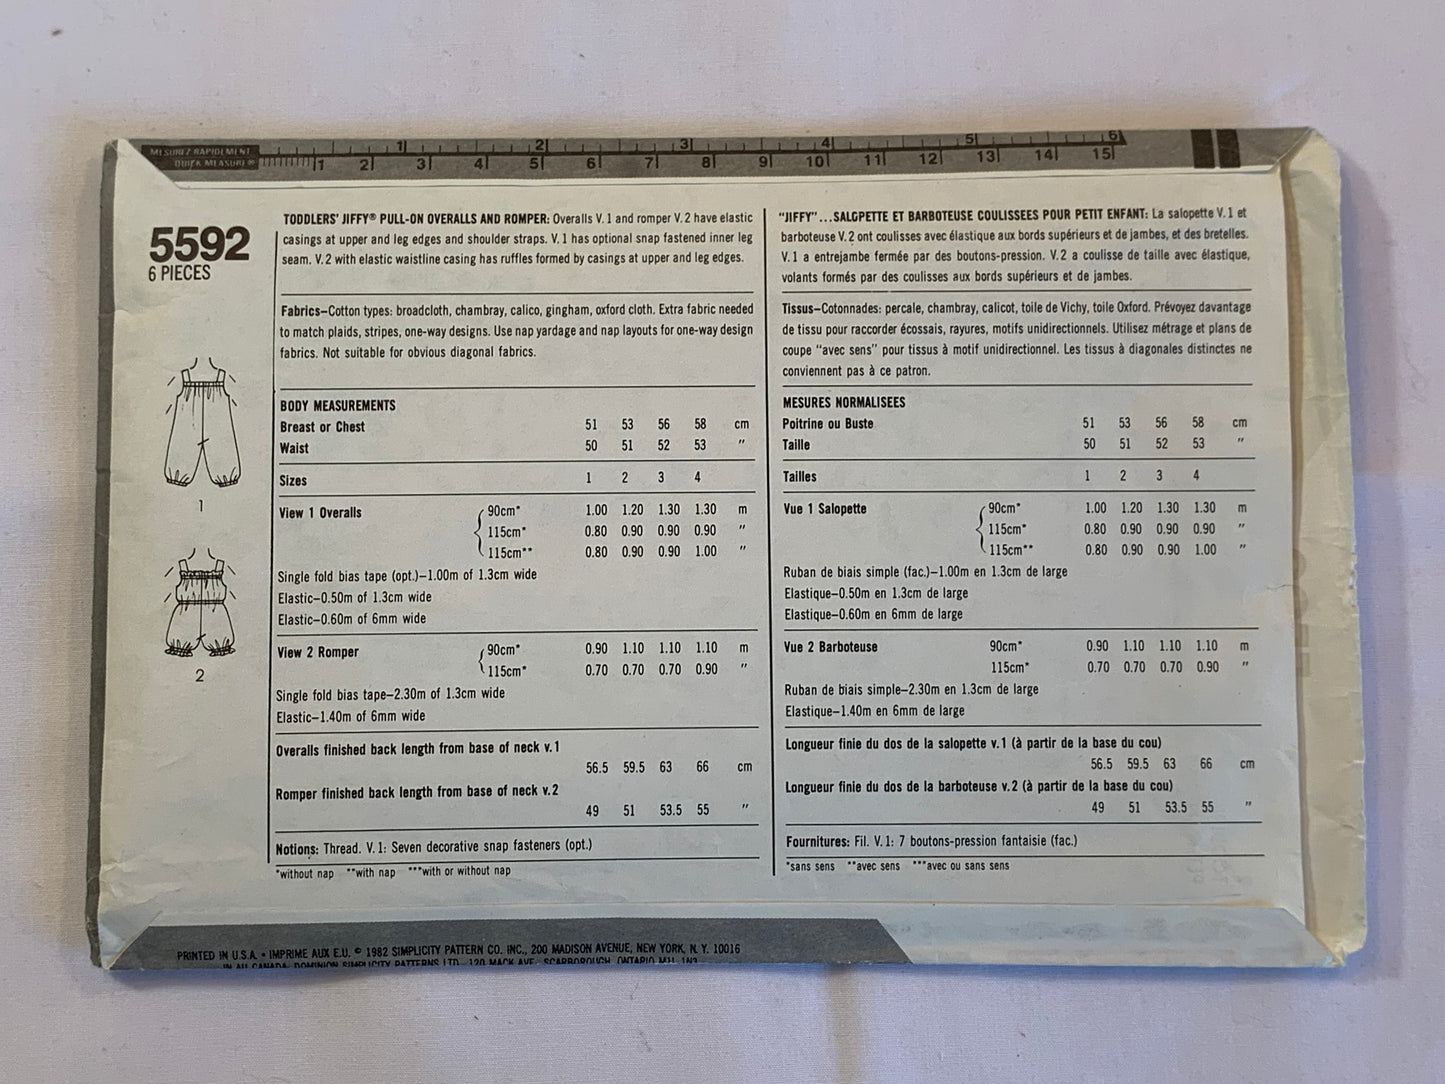 MESUREZ RAPIDEMENT
QUICK MEASURE®
1 2 3 4 5 6
1 2 3 4 5 6 7 8 9 10 11 12 13 14 15
5592
6 PIECES
1
2
TODDLERS' JIFFY® PULL-ON OVERALLS AND ROMPER: Overalls V. 1 and romper V. 2 have elastic
casings at upper and leg edges and shoulder straps. V. 1 has optional snap fastened inner leg
seam. V. 2 with elastic waistline casing has ruffles formed by casings at upper and leg edges.
Fabrics—Cotton types: broadcloth, chambray, calico, gingham, oxford cloth. Extra fabric needed
to match plaids, stripes, one-way designs. Use nap yardage and nap layouts for one-way design
fabrics. Not suitable for obvious diagonal fabrics.
BODY MEASUREMENTS
Breast or Chest 51 53 56 58 cm
Waist 50 51 52 53 "
Sizes 1 2 3 4
View 1 Overalls 90cm* 1.00 1.20 1.30 1.30 m
115cm* 0.80 0.90 0.90 0.90 "
115cm** 0.80 0.90 0.90 1.00 "
Single fold bias tape (opt.)—1.00m of 1.3cm wide
Elastic—0.50m of 1.3cm wide
Elastic—0.60m of 6mm wide
View 2 Romper 90cm* 0.90 1.10 1.10 1.10 m
115cm* 0.70 0.70 0.70 0.90 "
Single fold bias tape—2.30m of 1.3cm wide
Elastic—1.40m of 6mm wide
Overalls finished back length from base of neck v.1
56.5 59.5 63 66 cm
Romper finished back length from base of neck v.2
49 51 53.5 55 "
Notions: Thread. V. 1: Seven decorative snap fasteners (opt.)
*without nap **with nap ***with or without nap
"JIFFY"...SALOPETTE ET BARBOTEUSE COULISSEES POUR PETIT ENFANT: La salopette V. 1 et
barboteuse V. 2 ont coulisses avec élastique aux bords supérieurs et de jambes, et des bretelles.
V. 1 a entrejambe fermée par des boutons-pression. V. 2 a coulisse de taille avec élastique,
volants formés par des coulisses aux bords supérieurs et de jambes.
Tissus—Cotonnades: percale, chambray, calicot, toile de Vichy, toile Oxford. Prévoyez davantage
de tissu pour raccorder écossais, rayures, motifs unidirectionnels. Utilisez métrage et plans de
coupe "avec sens" pour tissus à motif unidirectionnel. Les tissus à diagonales distinctes ne
conviennent pas à ce patron.
MESURES NORMALISEES
Poitrine ou Buste 51 53 56 58 cm
Taille 50 51 52 53 "
Tailles 1 2 3 4
Vue 1 Salopette 90cm* 1.00 1.20 1.30 1.30 m
115cm* 0.80 0.90 0.90 0.90 "
115cm** 0.80 0.90 0.90 1.00 "
Ruban de biais simple (fac.)—1.00m en 1.3cm de large
Elastique—0.50m en 1.3cm de large
Elastique—0.60m en 6mm de large
Vue 2 Barboteuse 90cm* 0.90 1.10 1.10 1.10 m
115cm* 0.70 0.70 0.70 0.90 "
Ruban de biais simple—2.30m en 1.3cm de large
Elastique—1.40m en 6mm de large
Longueur finie du dos de la salopette v.1 (à partir de la base du cou)
56.5 59.5 63 66 cm
Longueur finie du dos de la barboteuse v.2 (à partir de la base du cou)
49 51 53.5 55 "
Fournitures: Fil. V. 1: 7 boutons-pression fantaisie (fac.)
*sans sens **avec sens ***avec ou sans sens
PRINTED IN U.S.A. • IMPRIME AUX E.U. © 1982 SIMPLICITY PATTERN CO. INC., 200 MADISON AVENUE, NEW YORK, N. Y. 10016
IN CANADA: DOMINION SIMPLICITY PATTERNS LTD., 120 MACK AVE., SCARBOROUGH, ONTARIO M1L 1N3